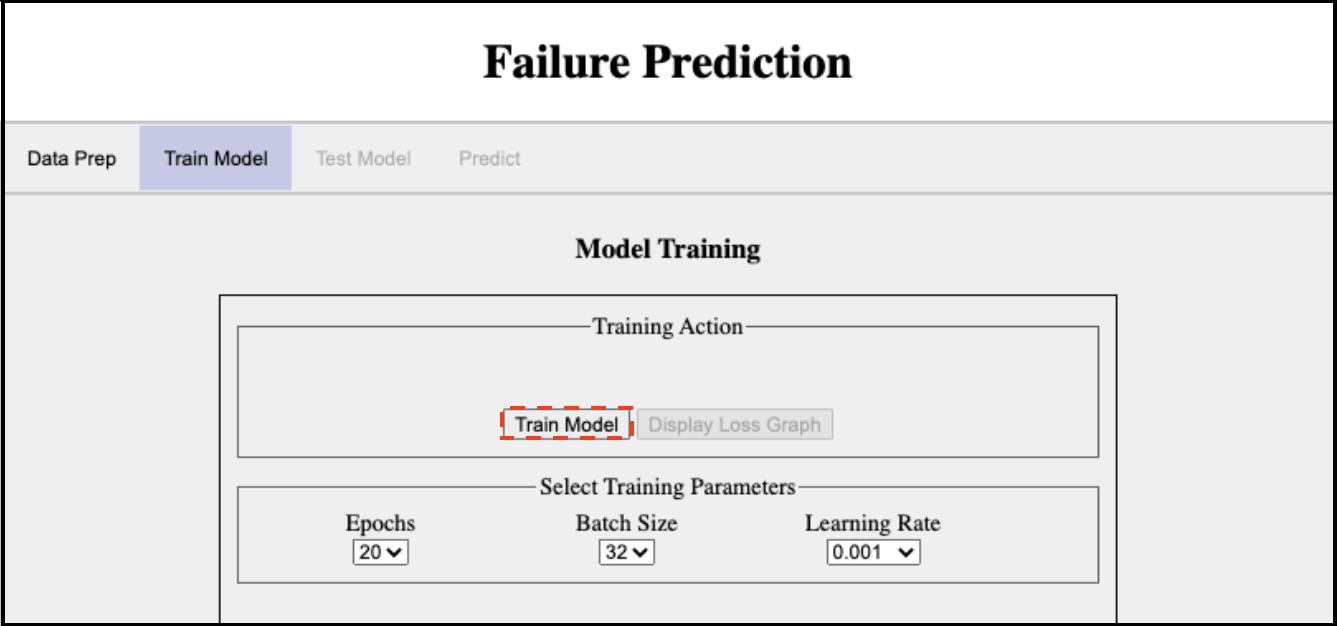 Failure Prediction
Data Prep Train Model Test Model Predict
Model Training
Training Action
Train Model Display Loss Graph
Select Training Parameters
Epochs Batch Size Learning Rate
20 32 0.001